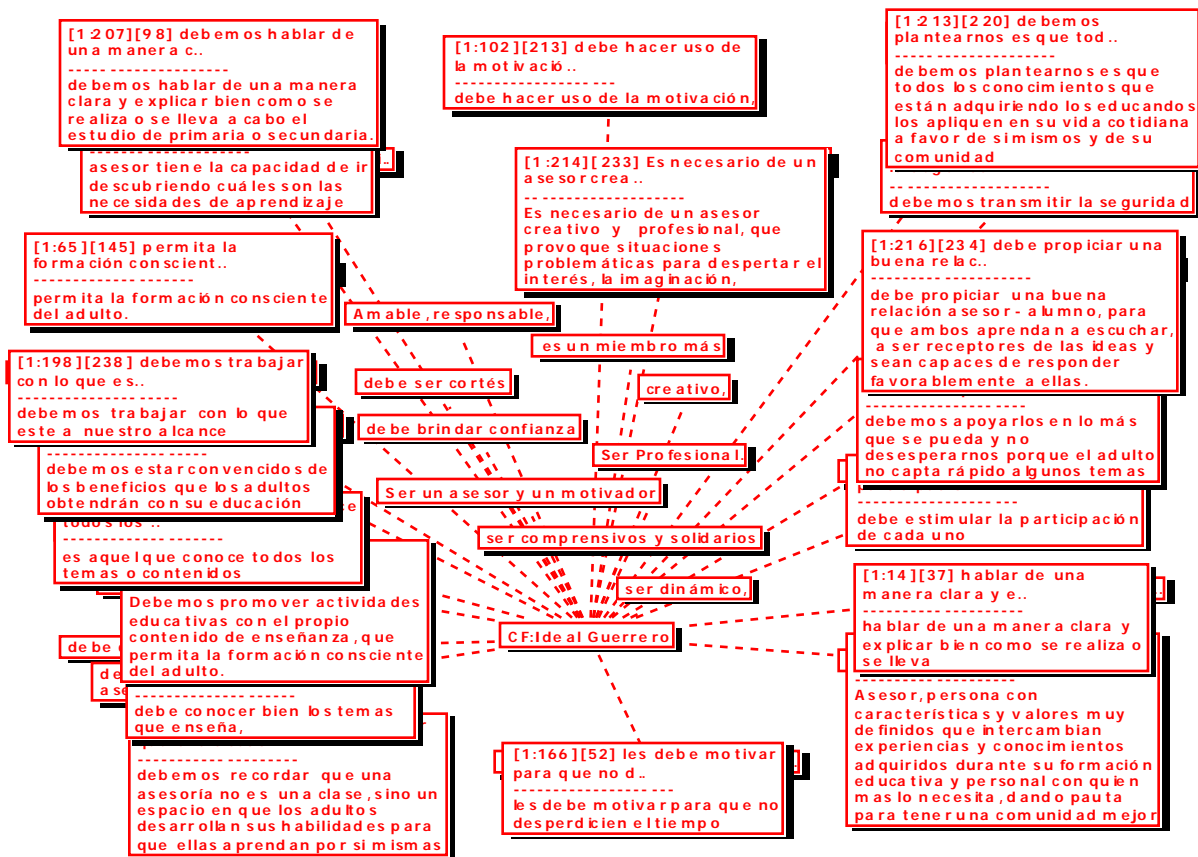 [1:207][98] debemos hablar de
una manera c..
debemos hablar de una manera
clara y explicar bien como se
realiza o se lleva a cabo el
estudio de primaria o secundaria.
asesor tiene la capacidad de ir
descubriendo cuáles son las
necesidades de aprendizaje
[1:102][213] debe hacer uso de
la motivació..
debe hacer uso de la motivación,
[1:213][220] debemos
plantearnos es que tod..
debemos plantearnos es que
todos los conocimientos que
están adquiriendo los educandos
los apliquen en su vida cotidiana
a favor de si mismos y de su
comunidad
debemos transmitir la seguridad
[1:214][233] Es necesario de un
asesor crea..
Es necesario de un asesor
creativo y profesional, que
provoque situaciones
problemáticas para despertar el
interés, la imaginación,
[1:65][145] permita la
formación conscient..
permita la formación consciente
del adulto.
[1:216][234] debe propiciar una
buena relac..
debe propiciar una buena
relación asesor- alumno, para
que ambos aprendan a escuchar,
a ser receptores de las ideas y
sean capaces de responder
favorablemente a ellas.
Amable, responsable,
es un miembro más
[1:198][238] debemos trabajar
con lo que es..
debemos trabajar con lo que
este a nuestro alcance
debe ser cortés
creativo,
debe brindar confianza
Ser Profesional.
debemos apoyarlos en lo más
que se pueda y no
desesperarnos porque el adulto
no capta rápido algunos temas
debemos estar convencidos de
los beneficios que los adultos
obtendrán con su educación
Ser un asesor y un motivador
debe estimular la participación
de cada uno
todos los ..
es aquel que conoce todos los
temas o contenidos
ser comprensivos y solidarios
ser dinámico,
[1:14][37] hablar de una
manera clara y e..
hablar de una manera clara y
explicar bien como se realiza o
se lleva
Debemos promover actividades
educativas con el propio
contenido de enseñanza, que
permita la formación consciente
del adulto.
CF:Ideal Guerrero
debe
debe conocer bien los temas
que enseña,
Asesor, persona con
características y valores muy
definidos que intercambian
experiencias y conocimientos
adquiridos durante su formación
educativa y personal con quien
mas lo necesita, dando pauta
para tener una comunidad mejor
[1:166][52] les debe motivar
para que no d..
les debe motivar para que no
desperdicien el tiempo
debemos recordar que una
asesoría no es una clase, sino un
espacio en que los adultos
desarrollan sus habilidades para
que ellas aprendan por si mismas